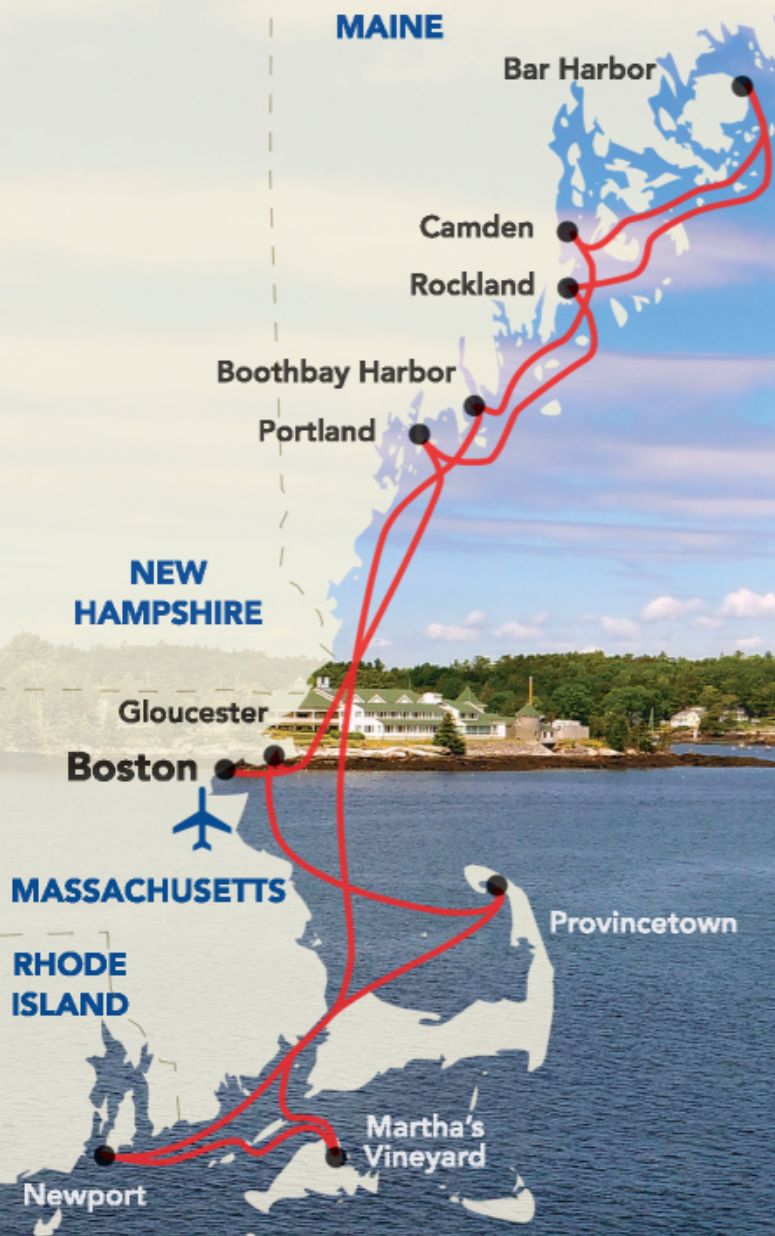 MAINE
Bar Harbor
Camden
Rockland
Boothbay Harbor
Portland
NEW
HAMPSHIRE
Gloucester
Boston
MASSACHUSETTS
Provincetown
RHODE
ISLAND
Martha's
Vineyard
Newport